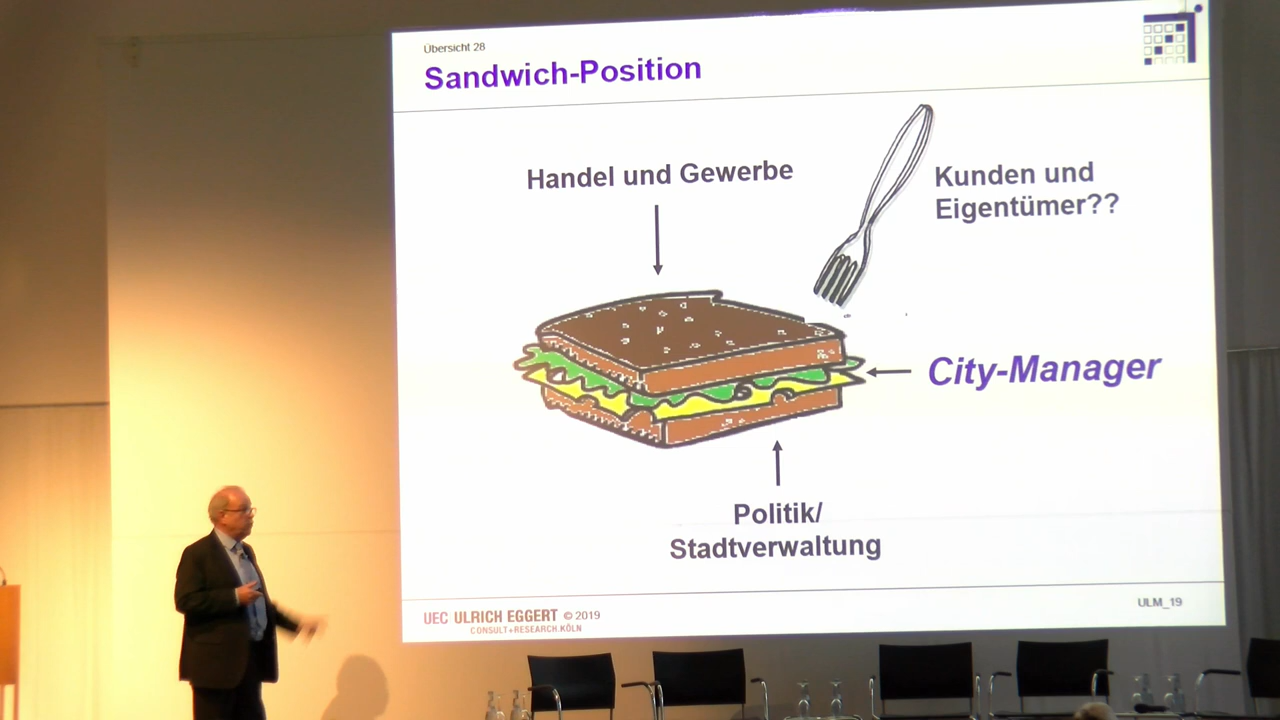 Übersicht 28
Sandwich-Position
Handel und Gewerbe
Kunden und
Eigentümer??
City-Manager
Politik/
Stadtverwaltung
UEC ULRICH EGGERT © 2019
CONSULT+RESEARCH.KÖLN
ULM_19